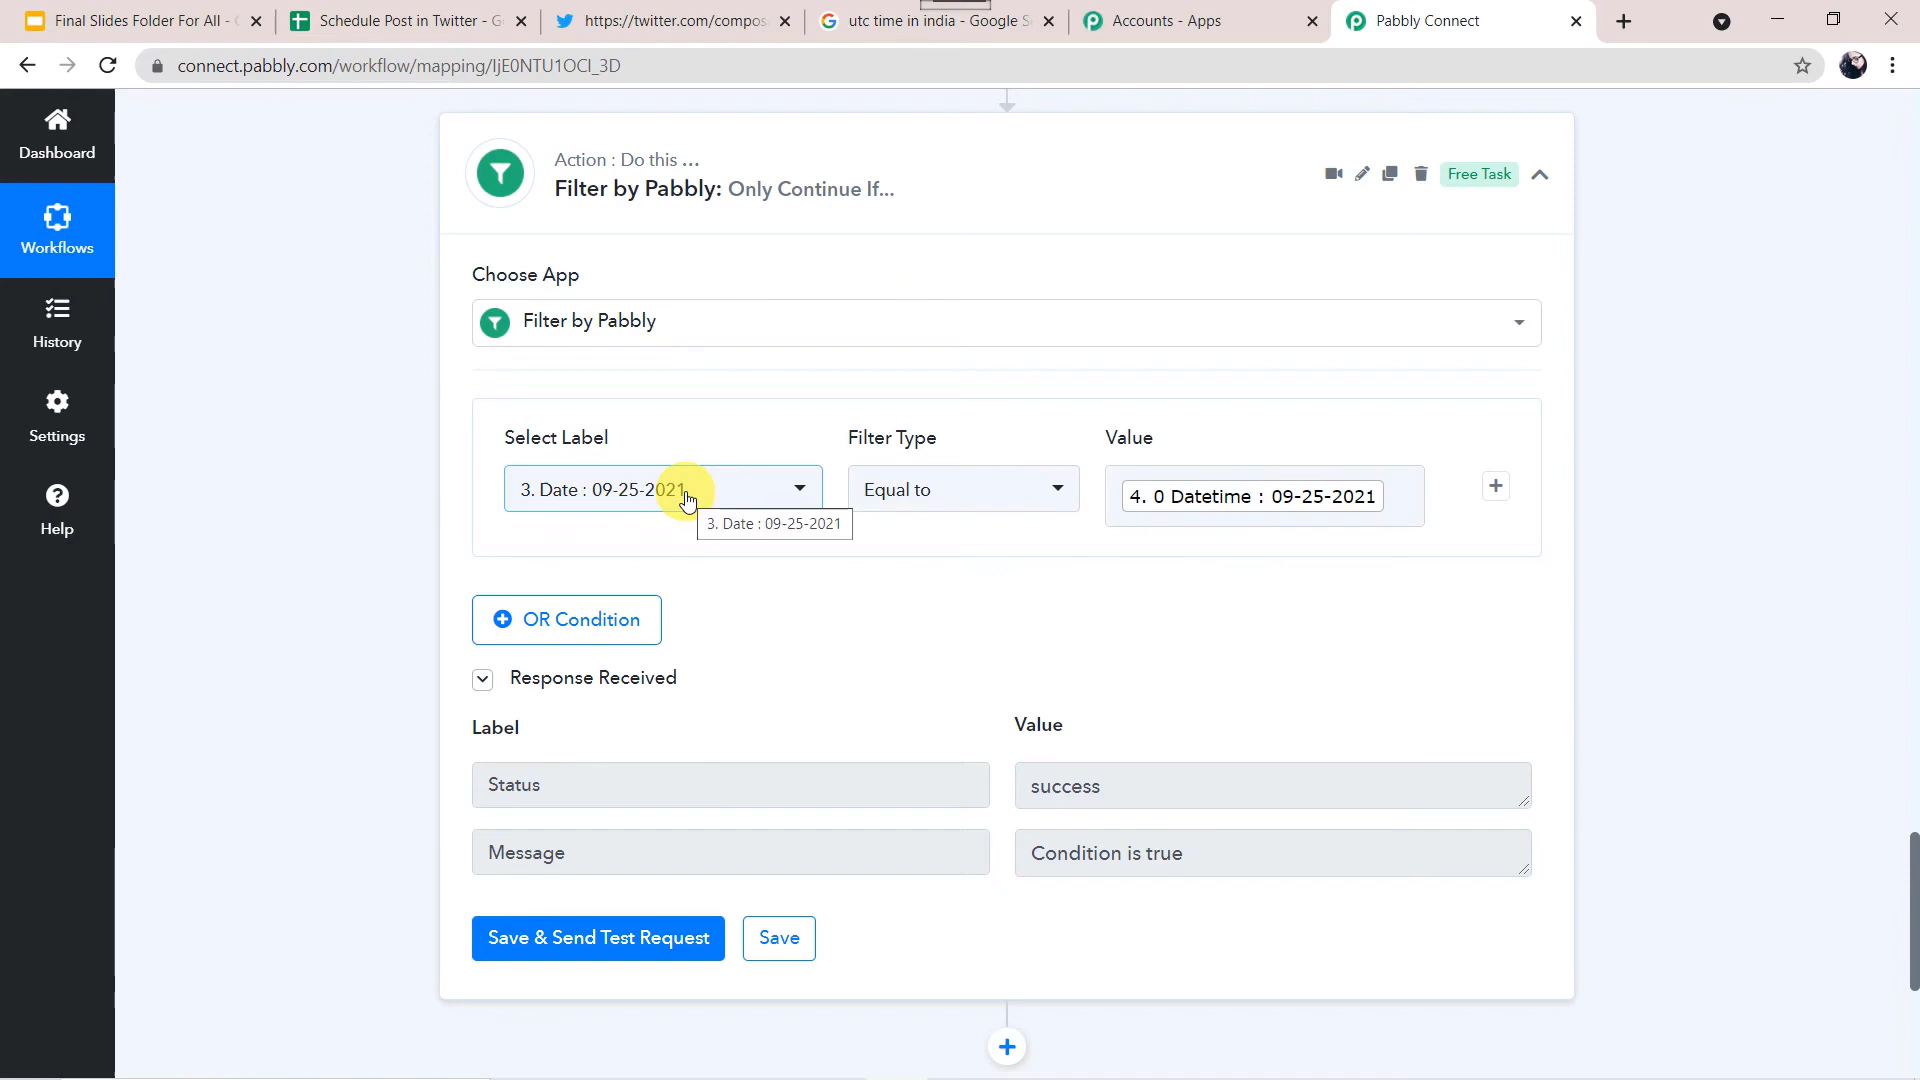 Final Slides Folder For All - G
Schedule Post in Twitter - G
https://twitter.com/compos
utc time in india - Google S
Accounts - Apps
Pabbly Connect
connect.pabbly.com/workflow/mapping/IjE0NTU1OCI_3D
Dashboard
Workflows
History
Settings
Help
Action : Do this ...
Filter by Pabbly: Only Continue If...
Free Task
Choose App
Filter by Pabbly
Select Label
Filter Type
Value
3. Date : 09-25-2021
Equal to
4. 0 Datetime : 09-25-2021
3. Date : 09-25-2021
OR Condition
Response Received
Label
Value
Status
success
Message
Condition is true
Save & Send Test Request
Save